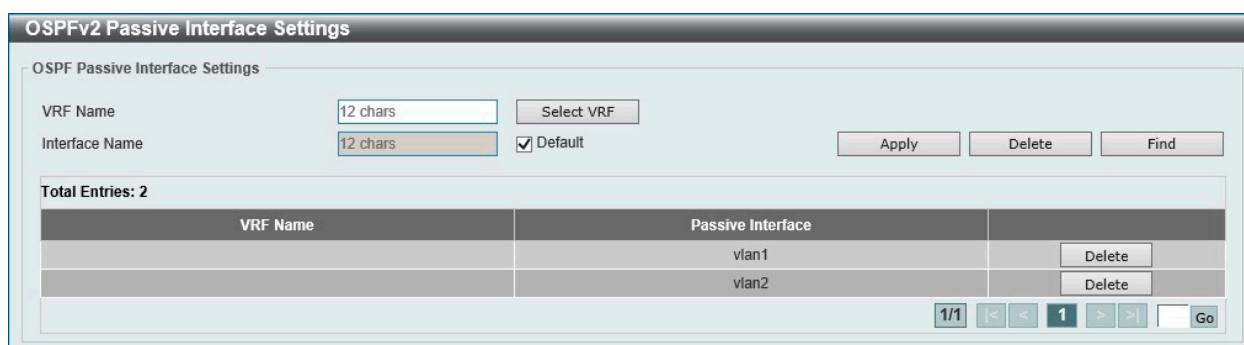 OSPFv2 Passive Interface Settings
OSPF Passive Interface Settings
VRF Name 12 chars Select VRF
Interface Name 12 chars Default Apply Delete Find
Total Entries: 2
VRF Name Passive Interface
vlan1 Delete
vlan2 Delete
1/1 |< < 1 > >| Go